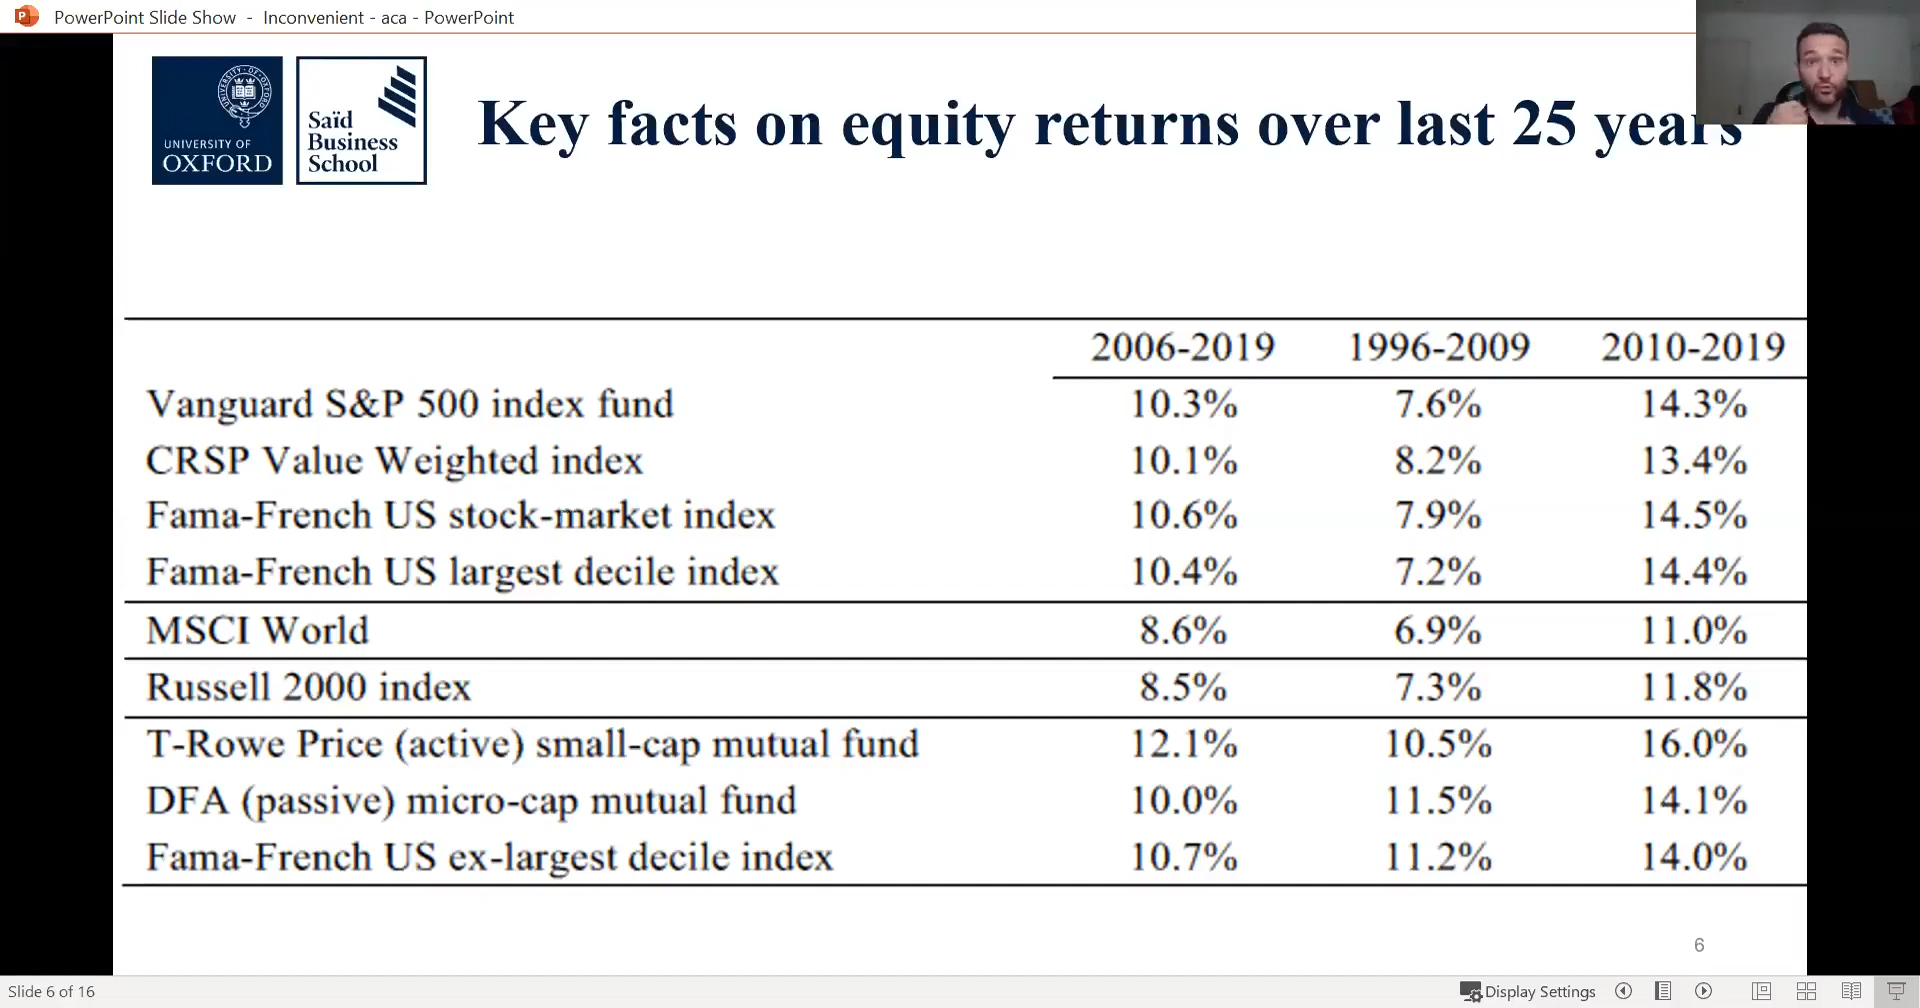 PowerPoint Slide Show - Inconvenient - aca - PowerPoint
UNIVERSITY OF
OXFORD
Saïd
Business
School
Key facts on equity returns over last 25 years
2006-2019 1996-2009 2010-2019
Vanguard S&P 500 index fund 10.3% 7.6% 14.3%
CRSP Value Weighted index 10.1% 8.2% 13.4%
Fama-French US stock-market index 10.6% 7.9% 14.5%
Fama-French US largest decile index 10.4% 7.2% 14.4%
MSCI World 8.6% 6.9% 11.0%
Russell 2000 index 8.5% 7.3% 11.8%
T-Rowe Price (active) small-cap mutual fund 12.1% 10.5% 16.0%
DFA (passive) micro-cap mutual fund 10.0% 11.5% 14.1%
Fama-French US ex-largest decile index 10.7% 11.2% 14.0%
6
Slide 6 of 16
Display Settings